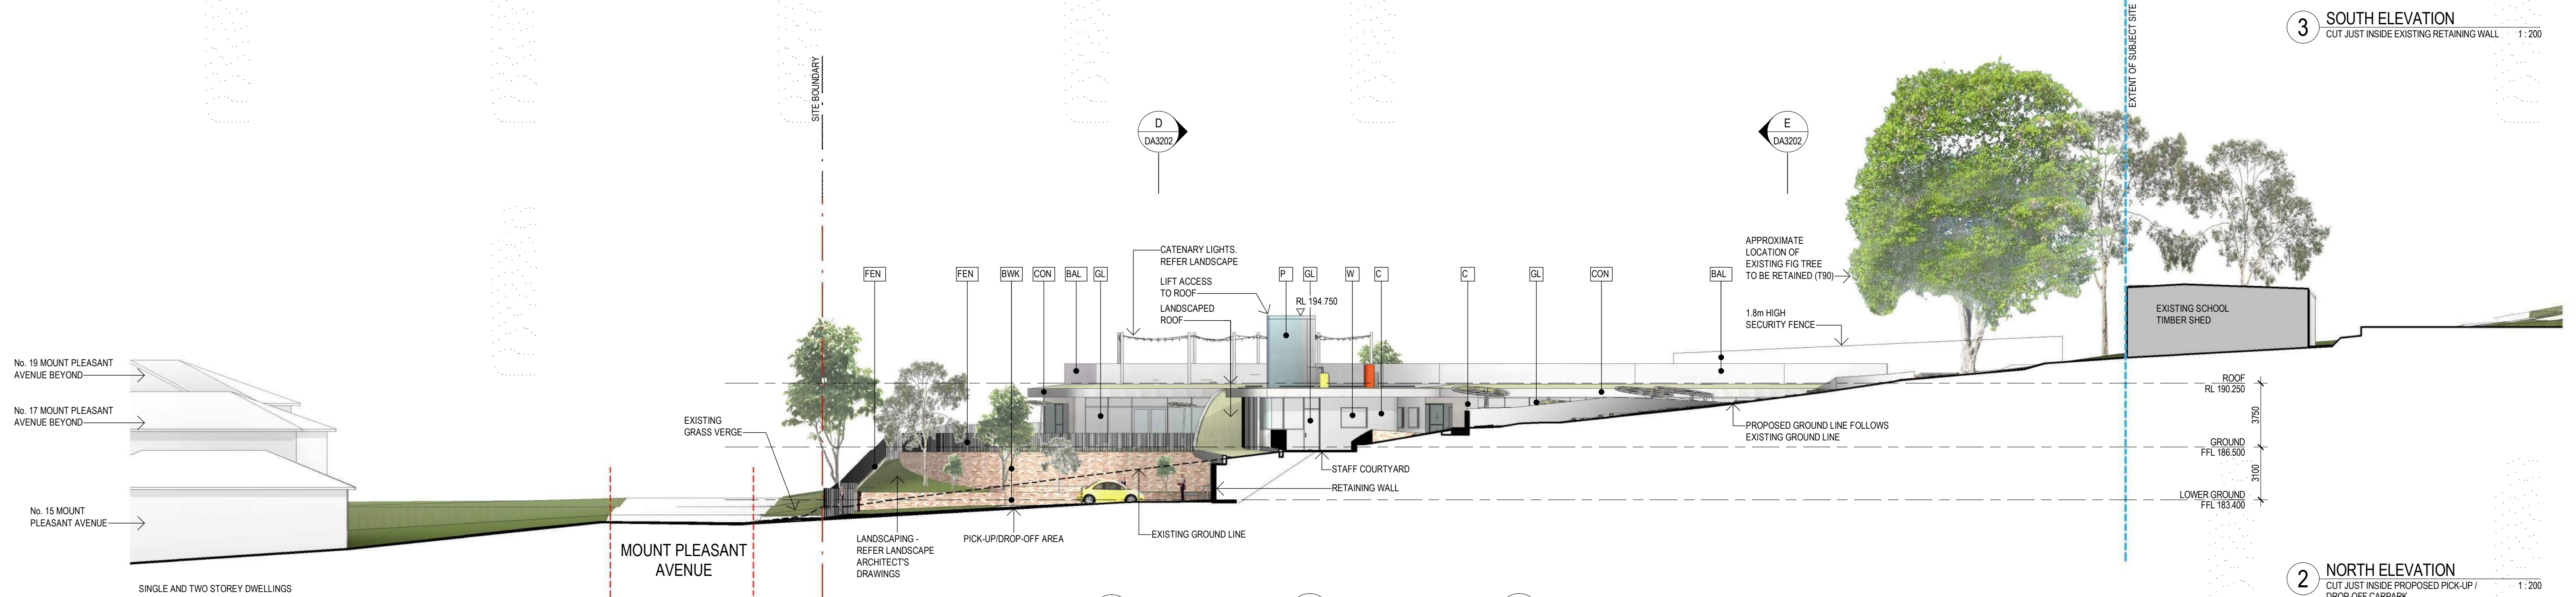 3 SOUTH ELEVATION
CUT JUST INSIDE EXISTING RETAINING WALL 1 : 200
EXTENT OF SUBJECT SITE
SITE BOUNDARY
D
DA3202
E
DA3202
CATENARY LIGHTS.
REFER LANDSCAPE
LIFT ACCESS
TO ROOF
LANDSCAPED
ROOF
RL 194.750
APPROXIMATE
LOCATION OF
EXISTING FIG TREE
TO BE RETAINED (T90)
1.8m HIGH
SECURITY FENCE
FEN FEN BWK CON BAL GL P GL W C C GL CON BAL
EXISTING SCHOOL
TIMBER SHED
No. 19 MOUNT PLEASANT
AVENUE BEYOND
No. 17 MOUNT PLEASANT
AVENUE BEYOND
No. 15 MOUNT
PLEASANT AVENUE
EXISTING
GRASS VERGE
PROPOSED GROUND LINE FOLLOWS
EXISTING GROUND LINE
STAFF COURTYARD
RETAINING WALL
EXISTING GROUND LINE
PICK-UP/DROP-OFF AREA
LANDSCAPING -
REFER LANDSCAPE
ARCHITECT'S
DRAWINGS
ROOF
RL 190.250
3750
GROUND
FFL 186.500
3100
LOWER GROUND
FFL 183.400
MOUNT PLEASANT
AVENUE
SINGLE AND TWO STOREY DWELLINGS
2 NORTH ELEVATION
CUT JUST INSIDE PROPOSED PICK-UP / 1 : 200
DROP-OFF CARPARK